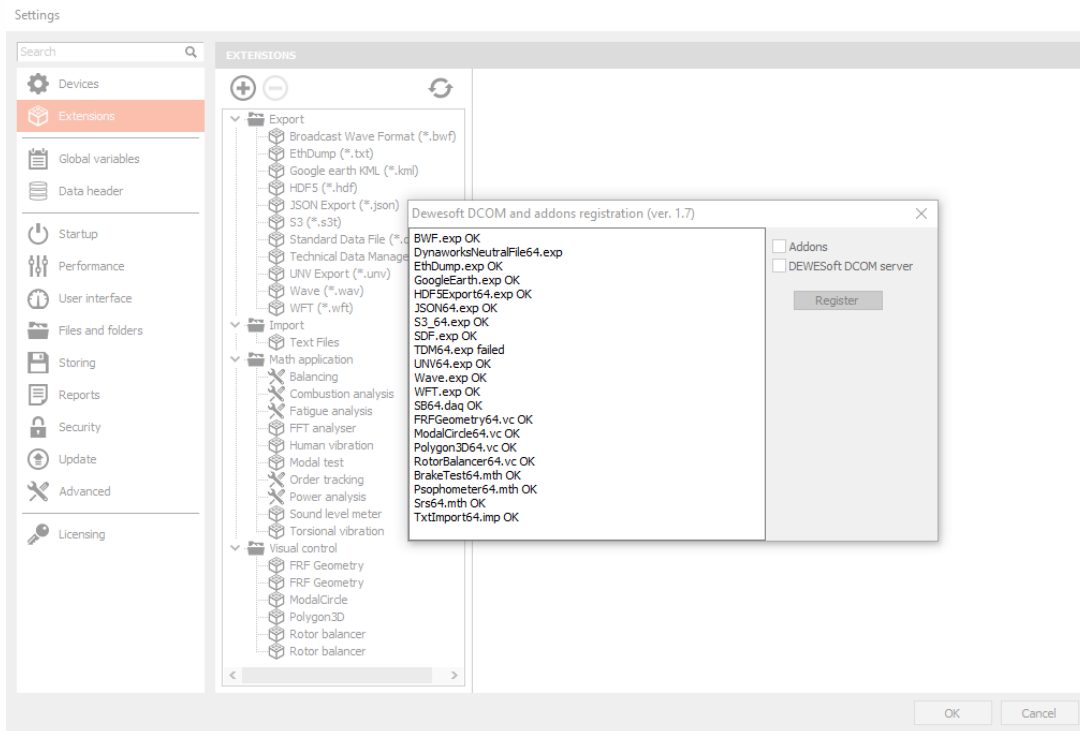 Settings
Search
Devices
Extensions
Global variables
Data header
Startup
Performance
User interface
Files and folders
Storing
Reports
Security
Update
Advanced
Licensing
EXTENSIONS
Export
Broadcast Wave Format (*.bwf)
EthDump (*.txt)
Google earth KML (*.kml)
HDF5 (*.hdf)
JSON Export (*.json)
S3 (*.s3t)
Standard Data File (*.
Technical Data Manage
UNV Export (*.unv)
Wave (*.wav)
WFT (*.wft)
Import
Text Files
Math application
Balancing
Combustion analysis
Fatigue analysis
FFT analyser
Human vibration
Modal test
Order tracking
Power analysis
Sound level meter
Torsional vibration
Visual control
FRF Geometry
FRF Geometry
ModalCircle
Polygon3D
Rotor balancer
Rotor balancer
Dewesoft DCOM and addons registration (ver. 1.7)
BWF.exp OK
DynaworksNeutralFile64.exp
EthDump.exp OK
GoogleEarth.exp OK
HDF5Export64.exp OK
JSON64.exp OK
S3_64.exp OK
SDF.exp OK
TDM64.exp failed
UNV64.exp OK
Wave.exp OK
WFT.exp OK
SB64.daq OK
FRFGeometry64.vc OK
ModalCircle64.vc OK
Polygon3D64.vc OK
RotorBalancer64.vc OK
BrakeTest64.mth OK
Psophometer64.mth OK
Srs64.mth OK
TxtImport64.imp OK
Addons
DEWESoft DCOM server
Register
OK
Cancel